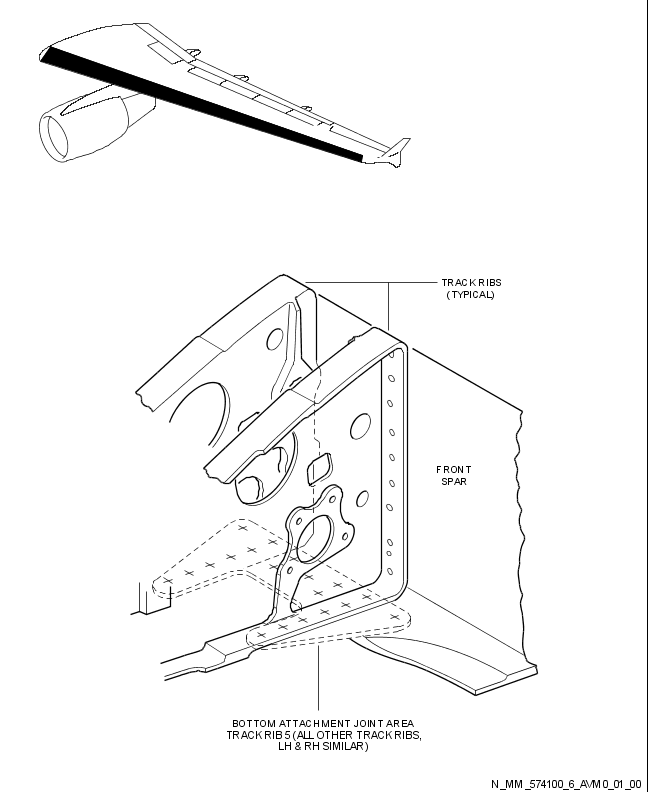 TRACK RIBS
(TYPICAL)
FRONT
SPAR
BOTTOM ATTACHMENT JOINT AREA
TRACK RIB 5 (ALL OTHER TRACK RIBS,
LH & RH SIMILAR)
N_MM_574100_6_AVM0_01_00